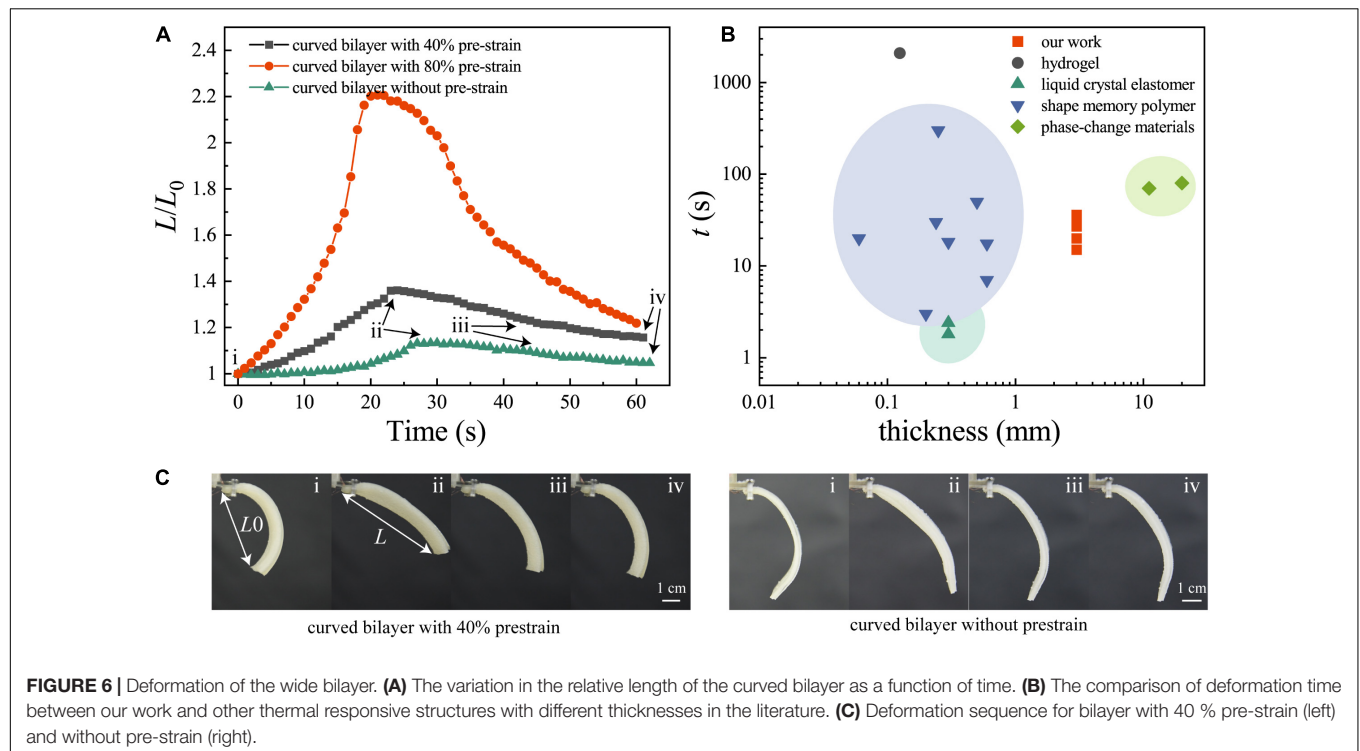 A
curved bilayer with 40% pre-strain
curved bilayer with 80% pre-strain
curved bilayer without pre-strain
2.4
2.2
2.0
1.8
1.6
1.4
1.2
1
L/L0
i
ii
iii
iv
0
10
20
30
40
50
60
Time (s)
B
our work
hydrogel
liquid crystal elastomer
shape memory polymer
phase-change materials
1000
100
10
1
t (s)
0.01
0.1
1
10
thickness (mm)
C
i
ii
iii
iv
L0
L
1 cm
curved bilayer with 40% prestrain
i
ii
iii
iv
1 cm
curved bilayer without prestrain
FIGURE 6 | Deformation of the wide bilayer. (A) The variation in the relative length of the curved bilayer as a function of time. (B) The comparison of deformation time
between our work and other thermal responsive structures with different thicknesses in the literature. (C) Deformation sequence for bilayer with 40 % pre-strain (left)
and without pre-strain (right).